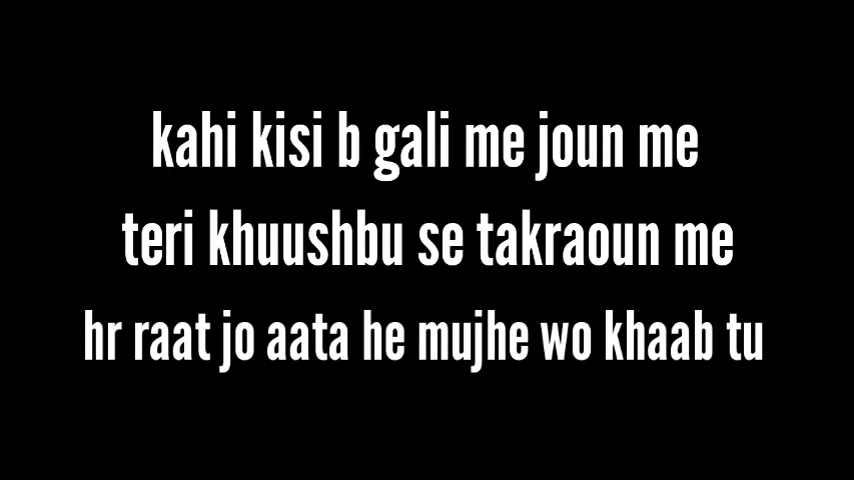 kahi kisi b gali me joun me
teri khuushbu se takraoun me
hr raat jo aata he mujhe wo khaab tu